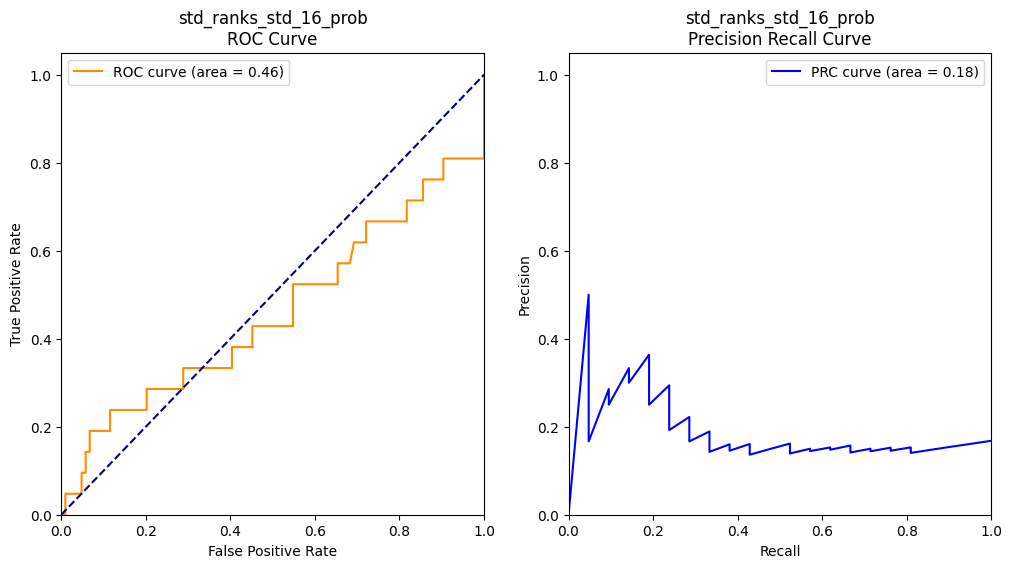 std_ranks_std_16_prob
ROC Curve
ROC curve (area = 0.46)
1.0
0.8
0.6
0.4
0.2
0.0
True Positive Rate
0.0
0.2
0.4
0.6
0.8
1.0
False Positive Rate
std_ranks_std_16_prob
Precision Recall Curve
PRC curve (area = 0.18)
1.0
0.8
0.6
0.4
0.2
0.0
Precision
0.0
0.2
0.4
0.6
0.8
1.0
Recall